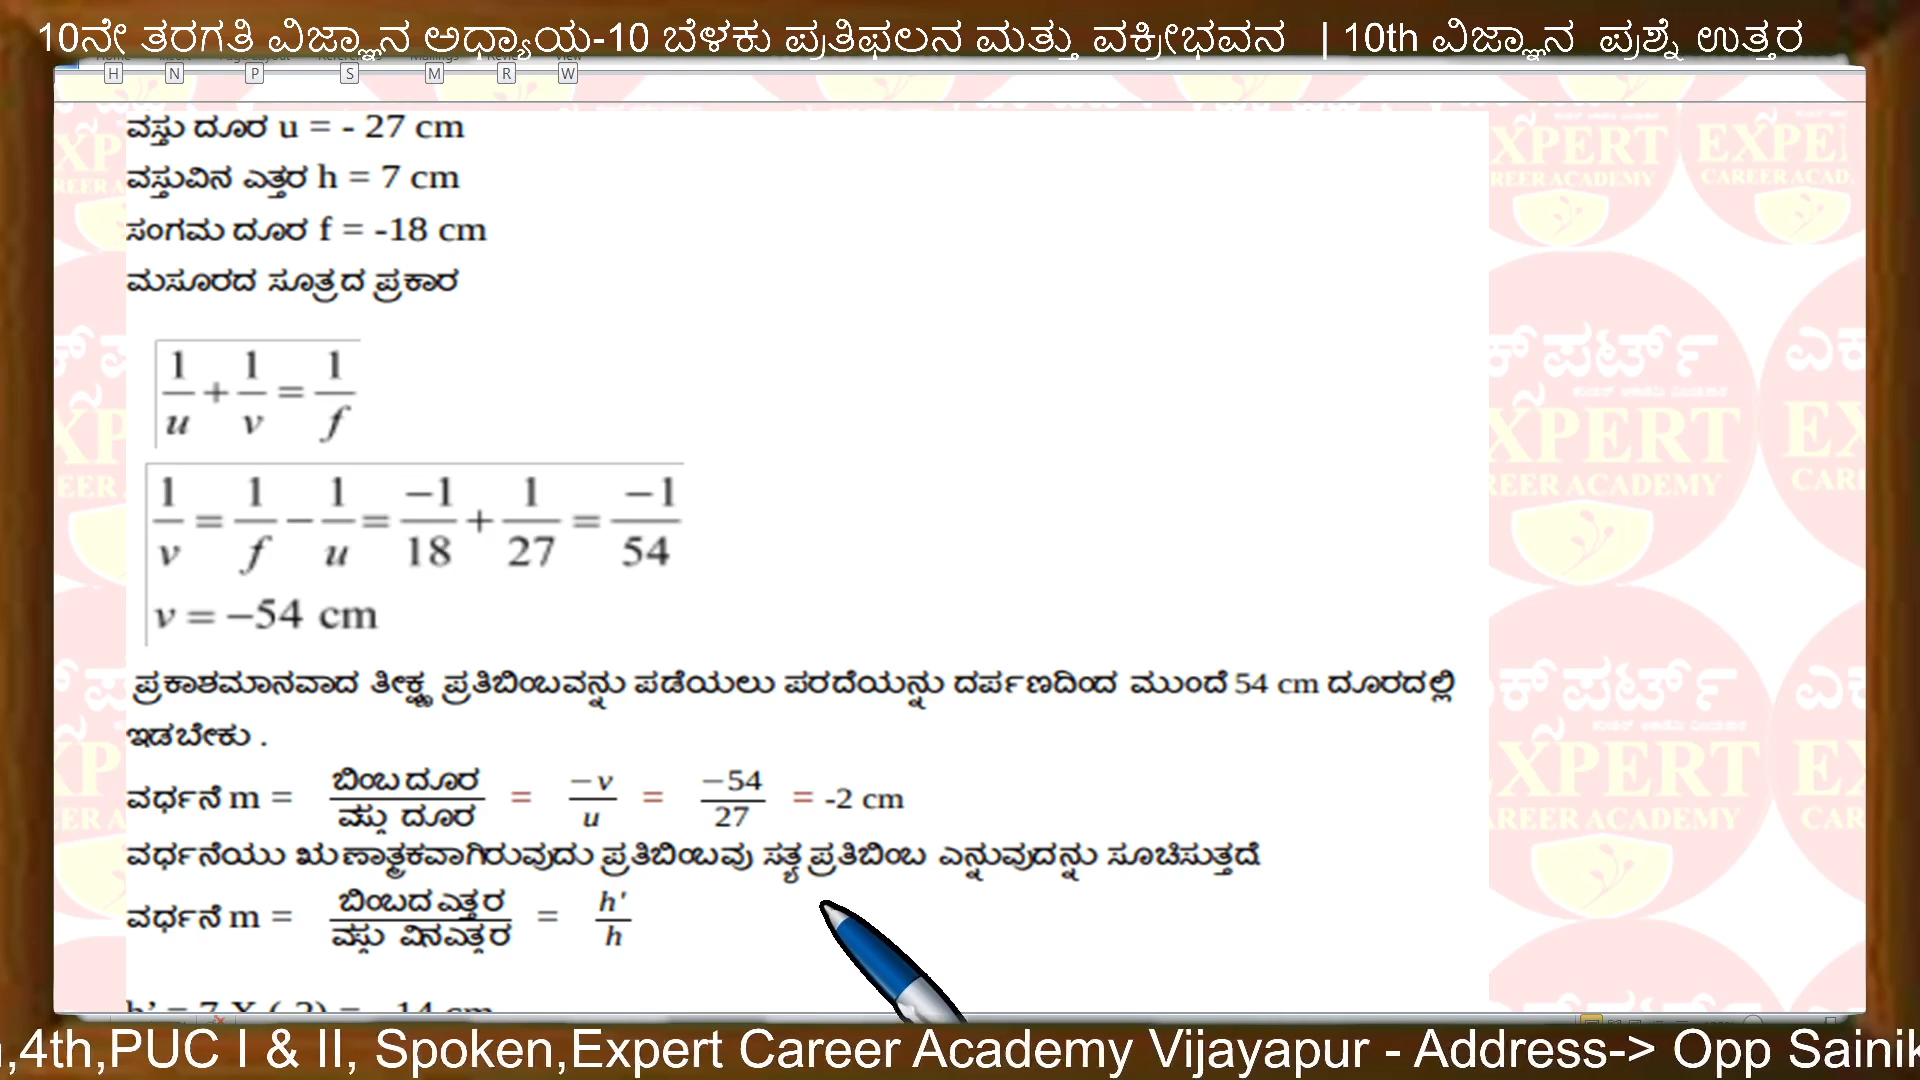 10ನೇ ತರಗತಿ ವಿಜ್ಞಾನ ಅಧ್ಯಾಯ-10 ಬೆಳಕು ಪ್ರತಿಫಲನ ಮತ್ತು ವಕ್ರೀಭವನ | 10th ವಿಜ್ಞಾನ ಪ್ರಶ್ನೆ ಉತ್ತರ
H N P S M R W
ವಸ್ತು ದೂರ u = - 27 cm
ವಸ್ತುವಿನ ಎತ್ತರ h = 7 cm
ಸಂಗಮ ದೂರ f = -18 cm
ಮಸೂರದ ಸೂತ್ರದ ಪ್ರಕಾರ
1/u + 1/v = 1/f
1/v = 1/f − 1/u = −1/18 + 1/27 = −1/54
v = −54 cm
ಪ್ರಕಾಶಮಾನವಾದ ತೀಕ್ಷ್ಣ ಪ್ರತಿಬಿಂಬವನ್ನು ಪಡೆಯಲು ಪರದೆಯನ್ನು ದರ್ಪಣದಿಂದ ಮುಂದೆ 54 cm ದೂರದಲ್ಲಿ
ಇಡಬೇಕು .
ವರ್ಧನೆ m = ಬಿಂಬ ದೂರ/ವಸ್ತು ದೂರ = −v/u = −54/27 = -2 cm
ವರ್ಧನೆಯು ಋಣಾತ್ಮಕವಾಗಿರುವುದು ಪ್ರತಿಬಿಂಬವು ಸತ್ಯ ಪ್ರತಿಬಿಂಬ ಎನ್ನುವುದನ್ನು ಸೂಚಿಸುತ್ತದೆ
ವರ್ಧನೆ m = ಬಿಂಬದ ಎತ್ತರ/ವಸ್ತು ವಿನ ಎತ್ತರ = h'/h
,4th,PUC I & II, Spoken,Expert Career Academy Vijayapur - Address-> Opp Sainik